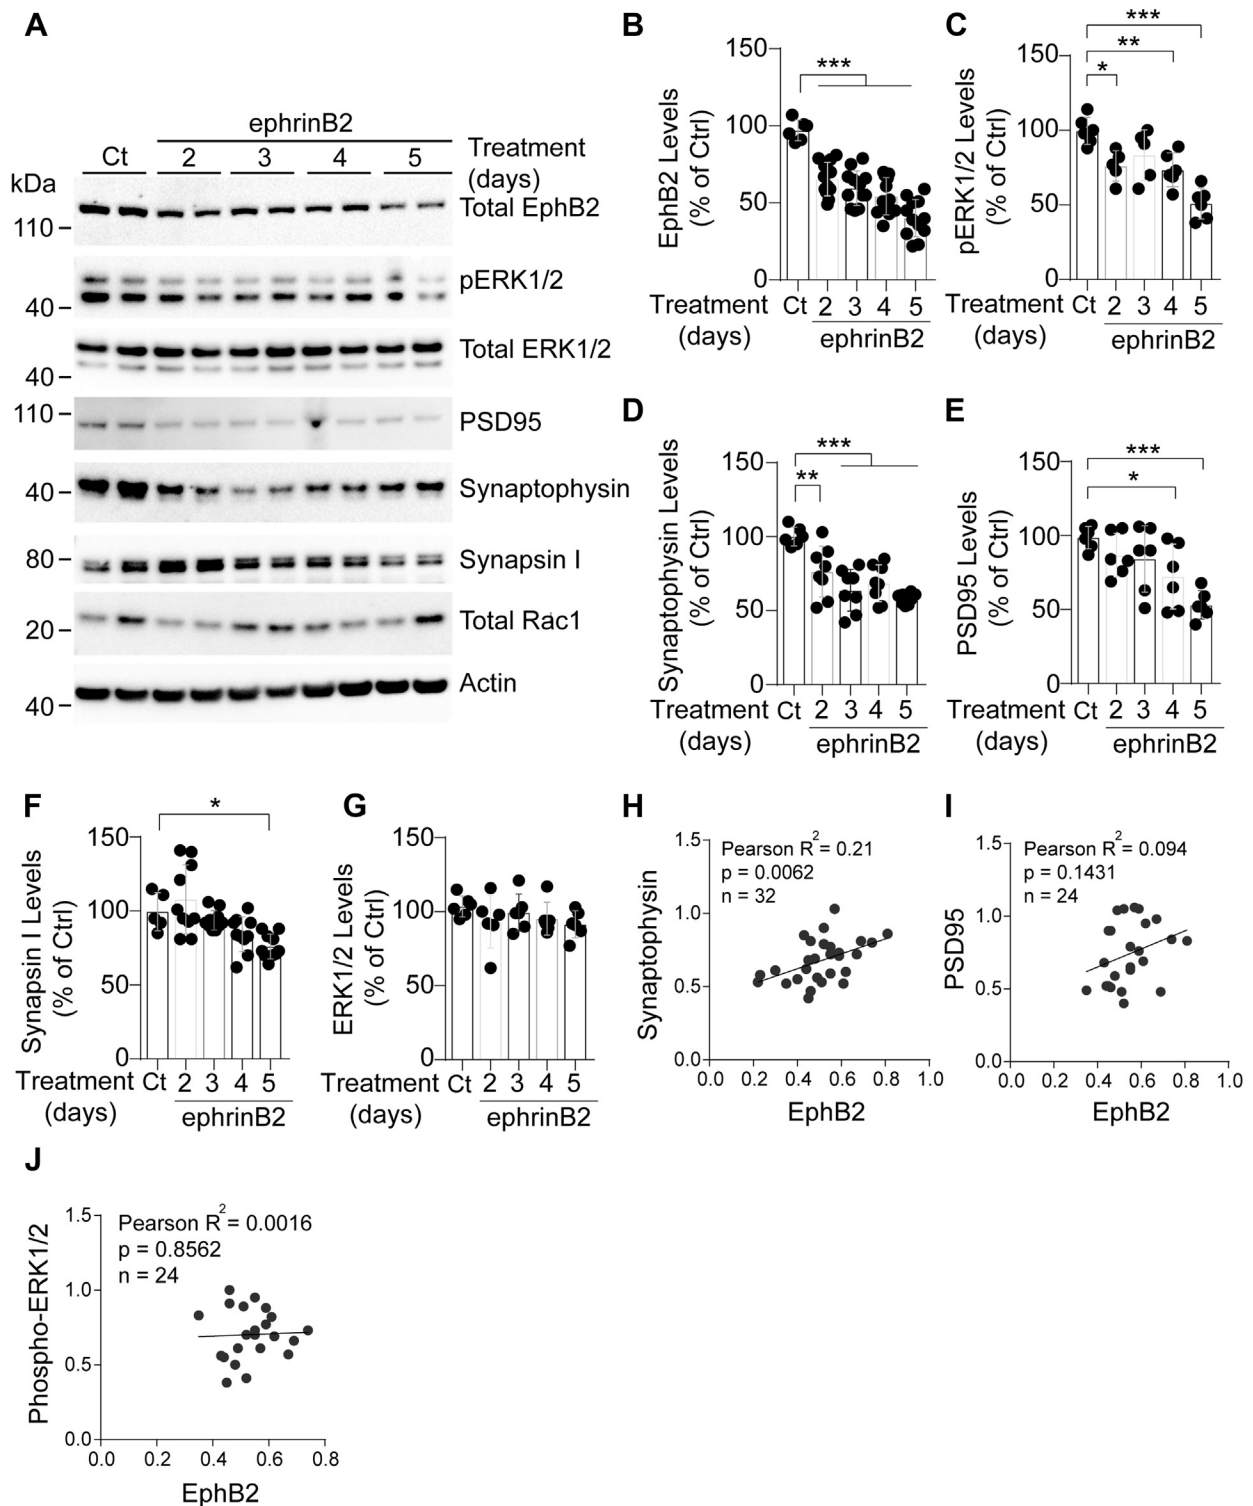 A
ephrinB2
Ct 2 3 4 5 Treatment (days)
kDa
Total EphB2
110
pERK1/2
40
Total ERK1/2
40
110
PSD95
40
Synaptophysin
80
Synapsin I
20
Total Rac1
Actin
40
B
EphB2 Levels
(% of Ctrl)
150
100
50
0
***
Treatment Ct 2 3 4 5
(days) ephrinB2
C
pERK1/2 Levels
(% of Ctrl)
150
100
50
0
***
**
*
Treatment Ct 2 3 4 5
(days) ephrinB2
D
Synaptophysin Levels
(% of Ctrl)
150
100
50
0
***
**
Treatment Ct 2 3 4 5
(days) ephrinB2
E
PSD95 Levels
(% of Ctrl)
150
100
50
0
***
*
Treatment Ct 2 3 4 5
(days) ephrinB2
F
Synapsin I Levels
(% of Ctrl)
150
100
50
0
*
Treatment Ct 2 3 4 5
(days) ephrinB2
G
ERK1/2 Levels
(% of Ctrl)
150
100
50
0
Treatment Ct 2 3 4 5
(days) ephrinB2
H
Synaptophysin
1.5
1.0
0.5
0.0
Pearson R2 = 0.21
p = 0.0062
n = 32
0.0 0.2 0.4 0.6 0.8 1.0
EphB2
I
PSD95
1.5
1.0
0.5
0.0
Pearson R2 = 0.094
p = 0.1431
n = 24
0.0 0.2 0.4 0.6 0.8 1.0
EphB2
J
Phospho-ERK1/2
1.5
1.0
0.5
0.0
Pearson R2 = 0.0016
p = 0.8562
n = 24
0.0 0.2 0.4 0.6 0.8
EphB2